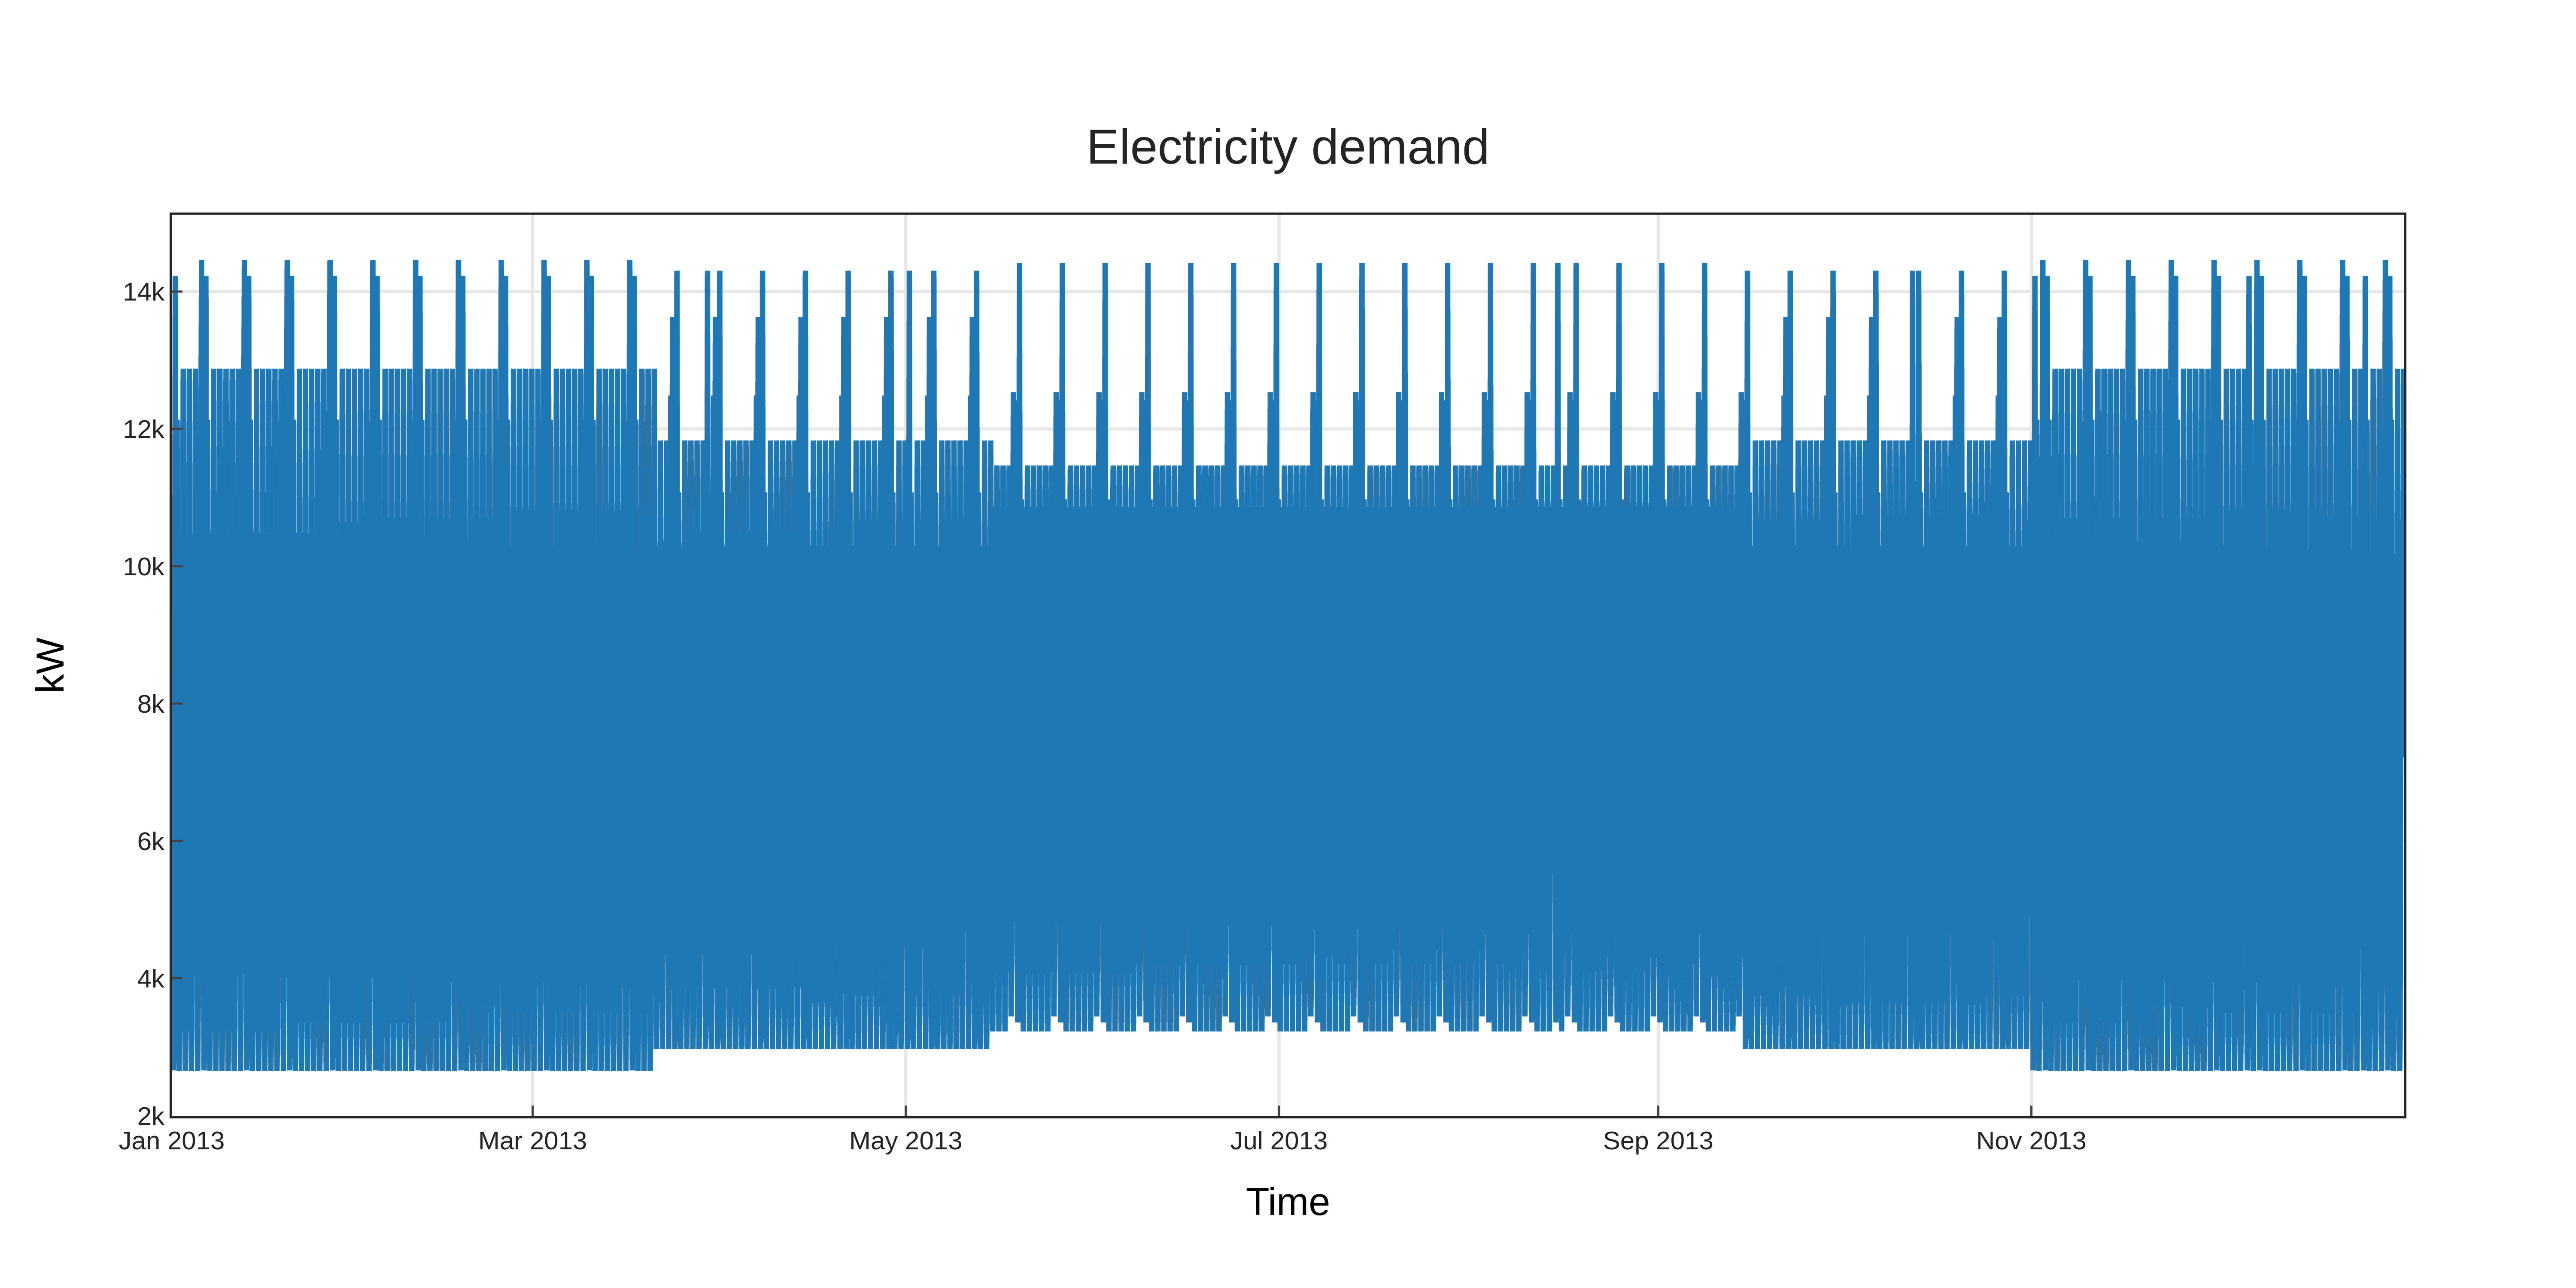 Electricity demand
14k
12k
10k
8k
6k
4k
2k
kW
Jan 2013 Mar 2013 May 2013 Jul 2013 Sep 2013 Nov 2013
Time